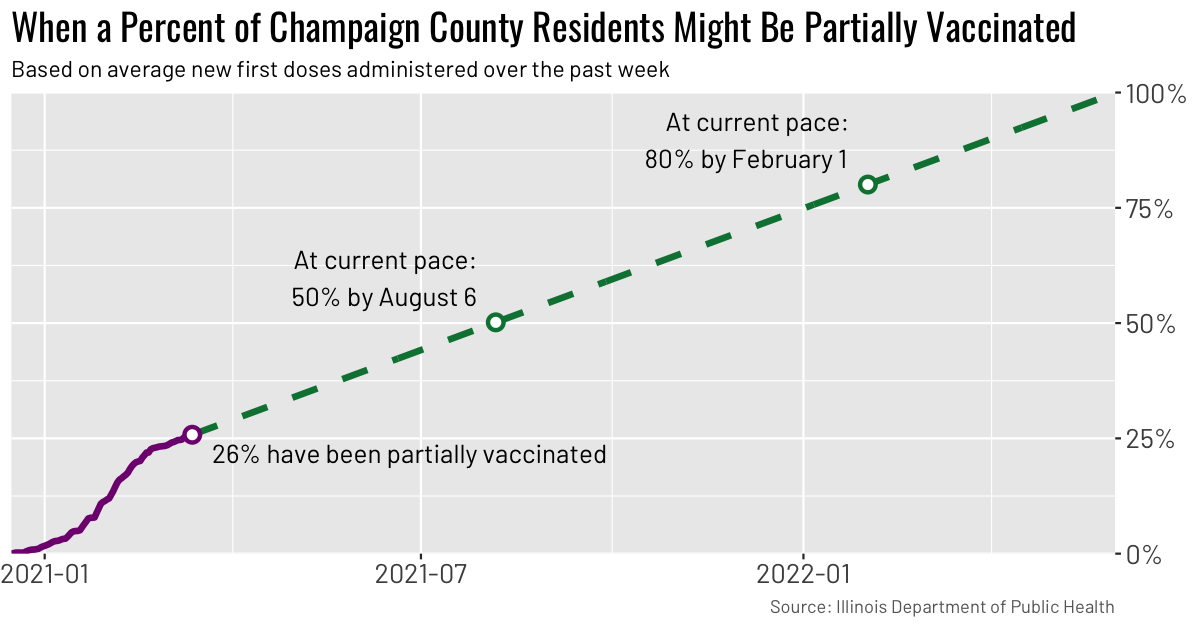 When a Percent of Champaign County Residents Might Be Partially Vaccinated
Based on average new first doses administered over the past week
100%
At current pace:
80% by February 1
75%
At current pace:
50% by August 6
50%
25%
26% have been partially vaccinated
0%
2021-01
2021-07
2022-01
Source: Illinois Department of Public Health